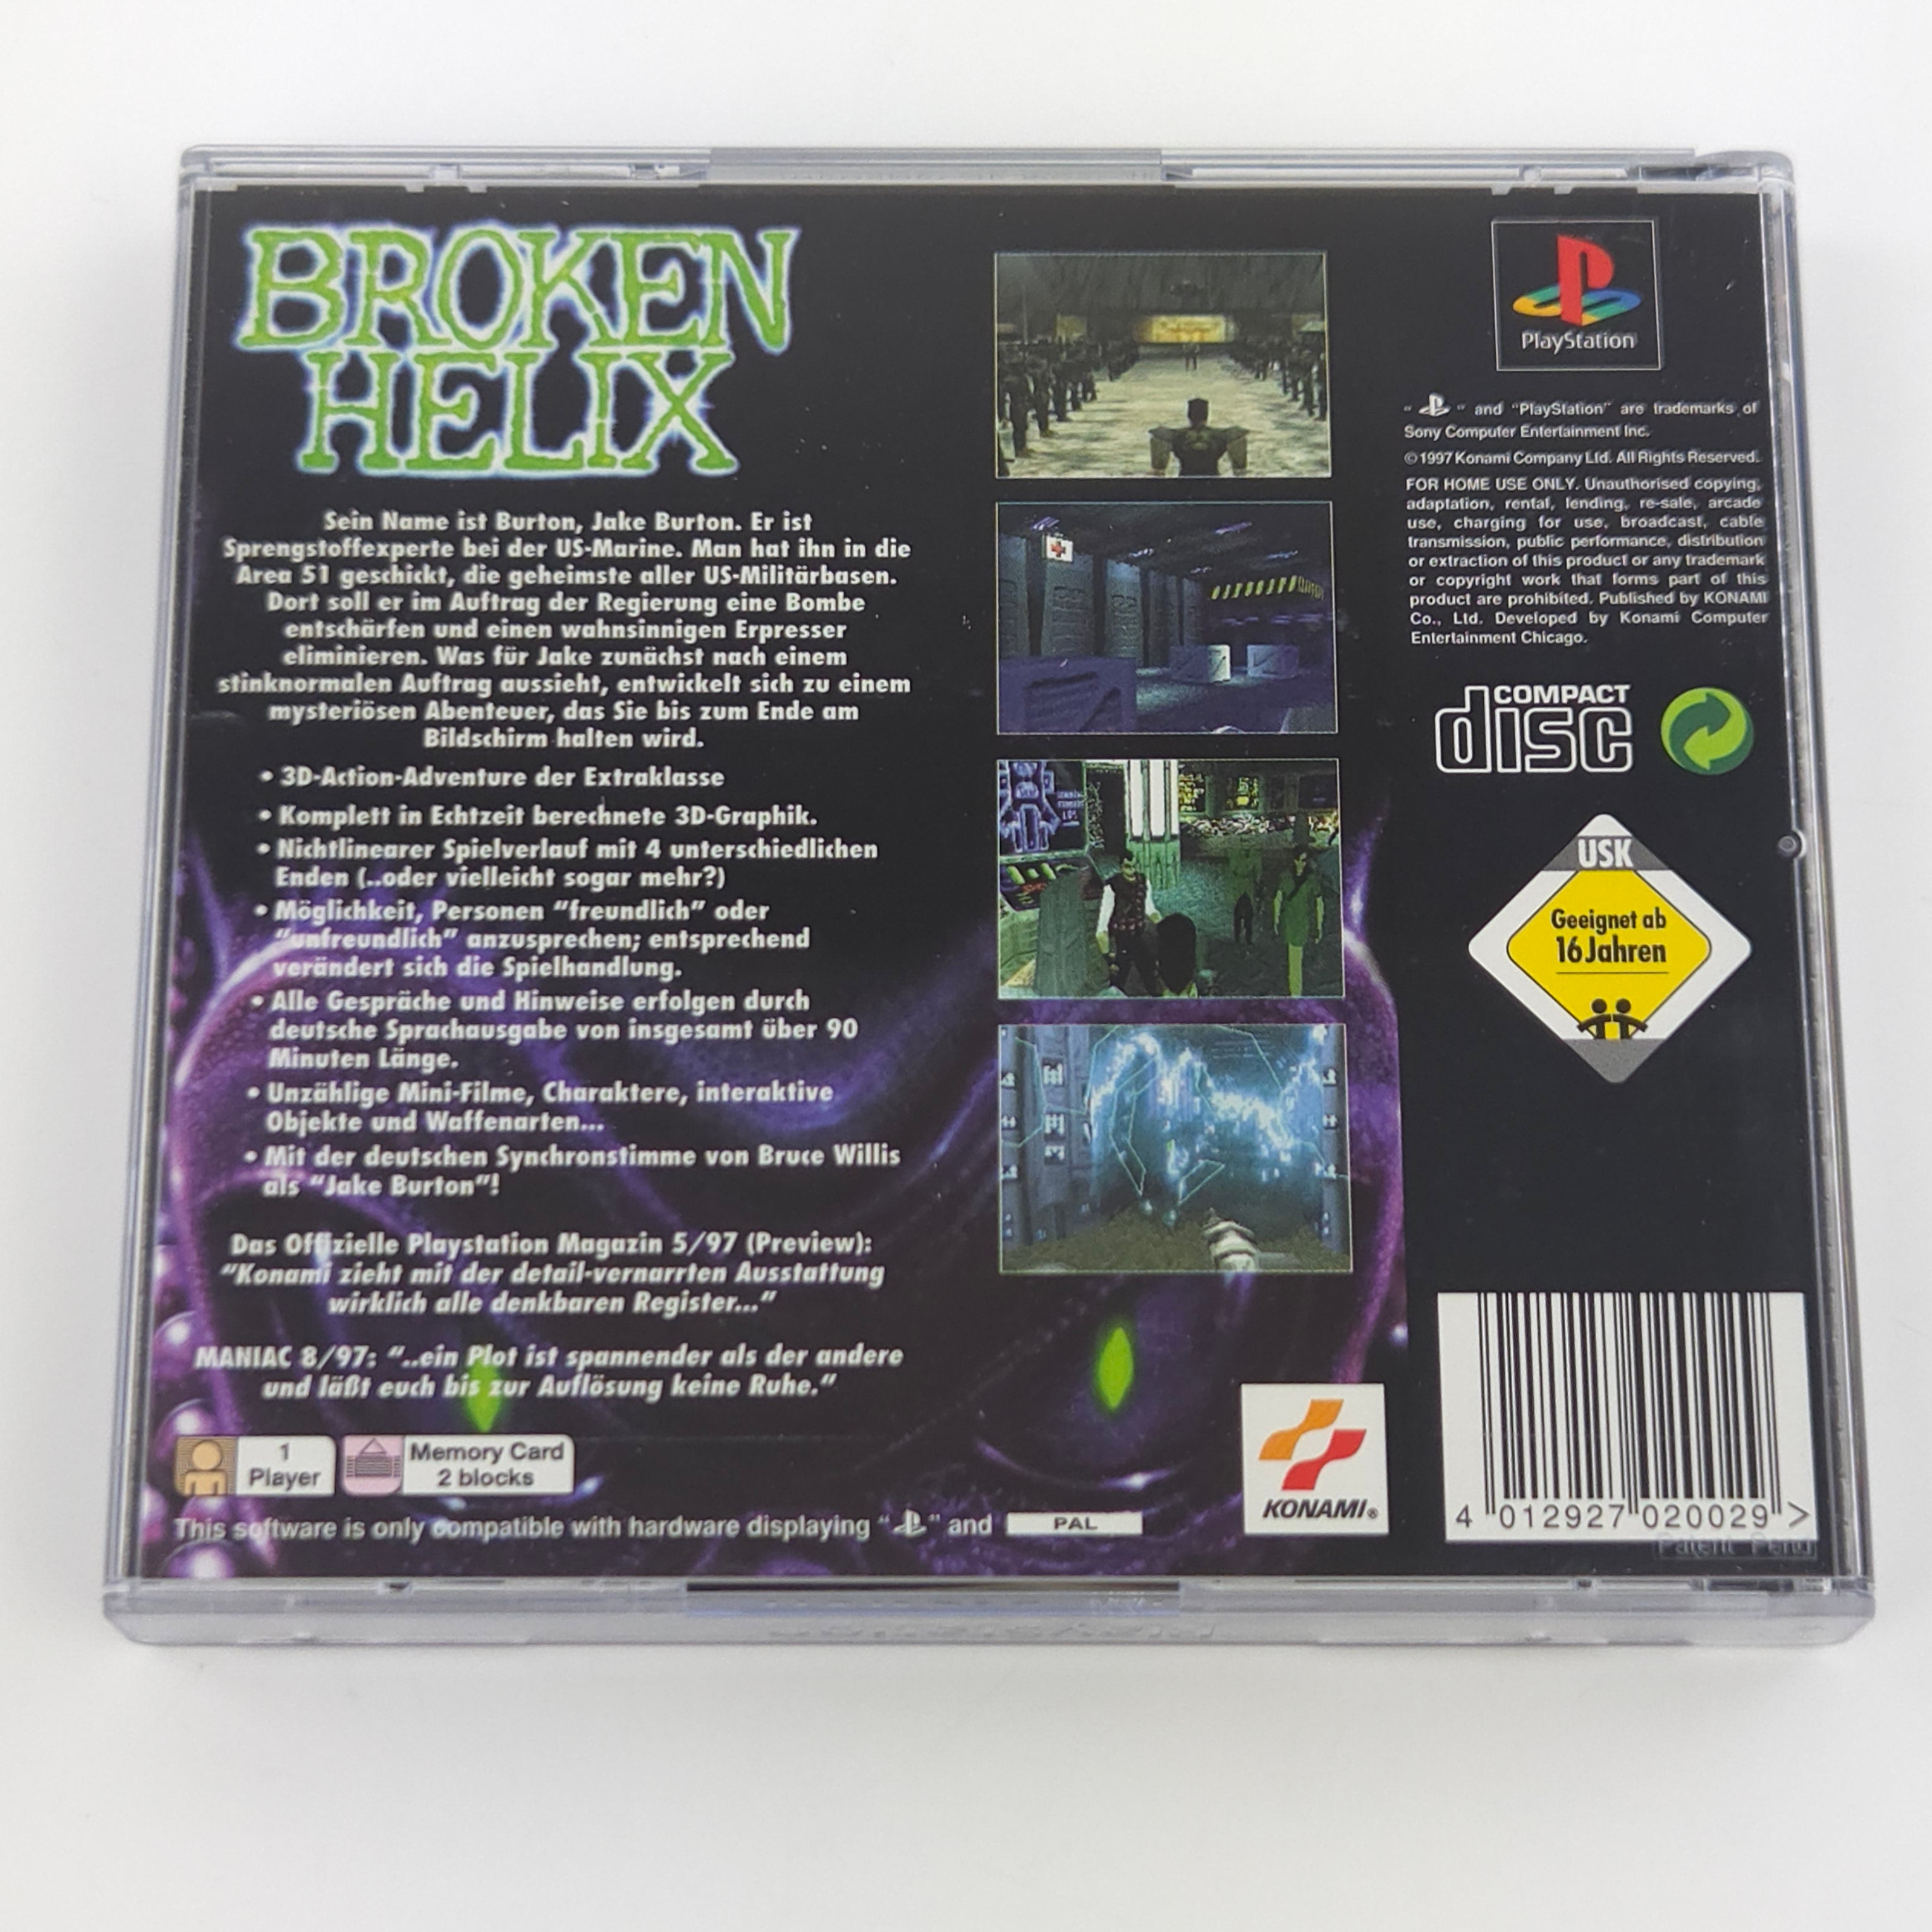 BROKEN
HELIX
Sein Name ist Burton, Jake Burton. Er ist
Sprengstoffexperte bei der US-Marine. Man hat ihn in die
Area 51 geschickt, die geheimste aller US-Militärbasen.
Dort soll er im Auftrag der Regierung eine Bombe
entschärfen und einen wahnsinnigen Erpresser
eliminieren. Was für Jake zunächst nach einem
stinknormalen Auftrag aussieht, entwickelt sich zu einem
mysteriösen Abenteuer, das Sie bis zum Ende am
Bildschirm halten wird.
• 3D-Action-Adventure der Extraklasse
• Komplett in Echtzeit berechnete 3D-Graphik.
• Nichtlinearer Spielverlauf mit 4 unterschiedlichen
Enden (..oder vielleicht sogar mehr?)
• Möglichkeit, Personen “freundlich” oder
“unfreundlich” anzusprechen; entsprechend
verändert sich die Spielhandlung.
• Alle Gespräche und Hinweise erfolgen durch
deutsche Sprachausgabe von insgesamt über 90
Minuten Länge.
• Unzählige Mini-Filme, Charaktere, interaktive
Objekte und Waffenarten...
• Mit der deutschen Synchronstimme von Bruce Willis
als “Jake Burton”!
Das Offizielle Playstation Magazin 5/97 (Preview):
“Konami zieht mit der detail-vernarrten Ausstattung
wirklich alle denkbaren Register...”
MANIAC 8/97: “..ein Plot ist spannender als der andere
und läßt euch bis zur Auflösung keine Ruhe.”
1
Player
Memory Card
2 blocks
This software is only compatible with hardware displaying “ ” and PAL
KONAMI®
PlayStation
“ ” and “PlayStation” are trademarks of
Sony Computer Entertainment Inc.
©1997 Konami Company Ltd. All Rights Reserved.
FOR HOME USE ONLY. Unauthorised copying,
adaptation, rental, lending, re-sale, arcade
use, charging for use, broadcast, cable
transmission, public performance, distribution
or extraction of this product or any trademark
or copyright work that forms part of this
product are prohibited. Published by KONAMI
Co., Ltd. Developed by Konami Computer
Entertainment Chicago.
COMPACT
disc
USK
Geeignet ab
16 Jahren
4 012927 020029 >